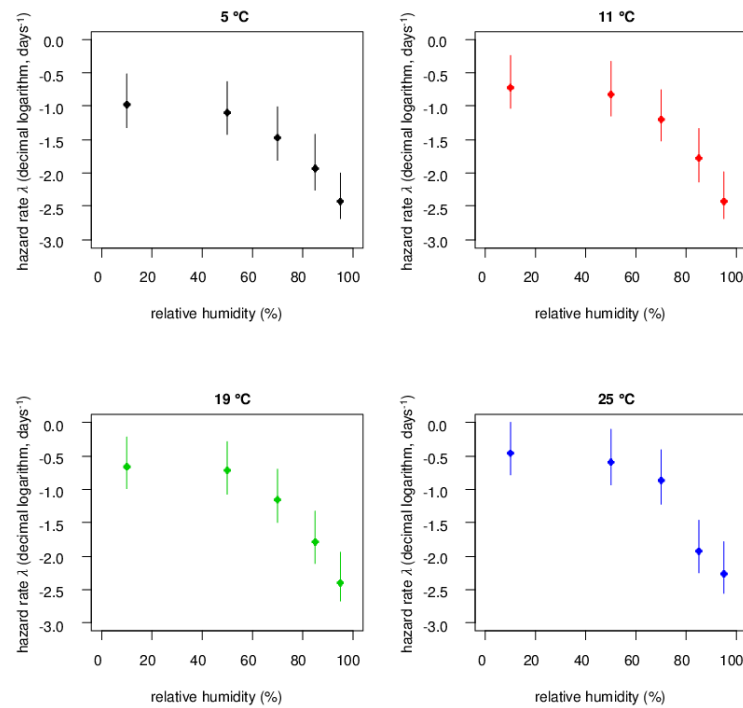 5 °C
hazard rate λ (decimal logarithm, days⁻¹)
0.0
-0.5
-1.0
-1.5
-2.0
-2.5
-3.0
0 20 40 60 80 100
relative humidity (%)
11 °C
hazard rate λ (decimal logarithm, days⁻¹)
0.0
-0.5
-1.0
-1.5
-2.0
-2.5
-3.0
0 20 40 60 80 100
relative humidity (%)
19 °C
hazard rate λ (decimal logarithm, days⁻¹)
0.0
-0.5
-1.0
-1.5
-2.0
-2.5
-3.0
0 20 40 60 80 100
relative humidity (%)
25 °C
hazard rate λ (decimal logarithm, days⁻¹)
0.0
-0.5
-1.0
-1.5
-2.0
-2.5
-3.0
0 20 40 60 80 100
relative humidity (%)